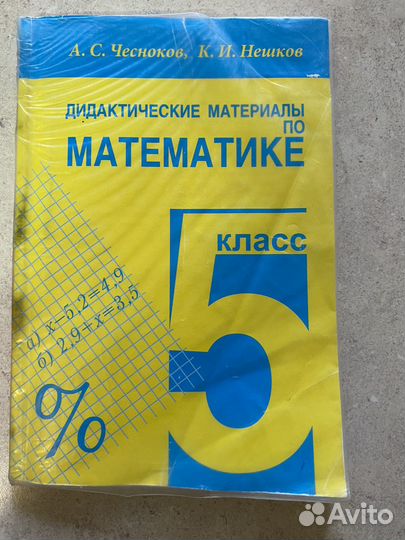 А. С. Чесноков, К. И. Нешков
ДИДАКТИЧЕСКИЕ МАТЕРИАЛЫ
ПО
МАТЕМАТИКЕ
класс
5
а) x−5,2=4,9
б) 2,9+x=3,5
%
Avito